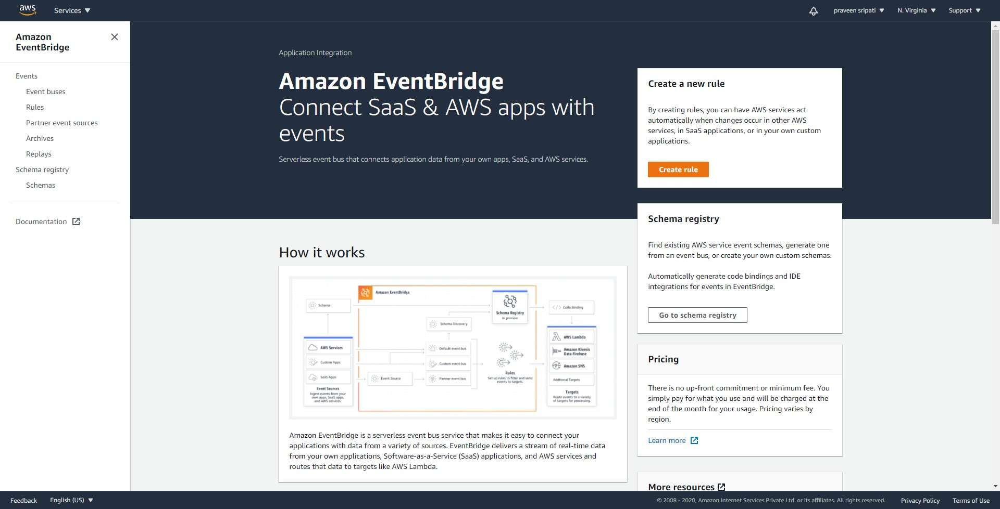 aws
Services
praveen sripati
N. Virginia
Support
Amazon
EventBridge
Events
Event buses
Rules
Partner event sources
Archives
Replays
Schema registry
Schemas
Documentation
Application Integration
Amazon EventBridge
Connect SaaS & AWS apps with
events
Serverless event bus that connects application data from your own apps, SaaS, and AWS services.
Create a new rule
By creating rules, you can have AWS services act
automatically when changes occur in other AWS
services, in SaaS applications, or in your own custom
applications.
Create rule
Schema registry
Find existing AWS service event schemas, generate one
from an event bus, or create your own custom schemas.
Automatically generate code bindings and IDE
integrations for events in EventBridge.
Go to schema registry
Pricing
There is no up-front commitment or minimum fee. You
simply pay for what you use and will be charged at the
end of the month for your usage. Pricing varies by
region.
Learn more
More resources
How it works
Amazon EventBridge
Schema
Schema Registry
In preview
Code Binding
Schema Discovery
AWS Services
Custom Apps
SaaS Apps
Event Sources
Ingest events from your
own apps, SaaS apps,
and AWS services.
Event Source
Default event bus
Custom event bus
Partner event bus
Rules
Set up rules to filter and send
events to targets.
AWS Lambda
Amazon Kinesis
Data Firehose
Amazon SNS
Addtional Targets
Targets
Route events to a variety
of targets for processing.
Amazon EventBridge is a serverless event bus service that makes it easy to connect your
applications with data from a variety of sources. EventBridge delivers a stream of real-time data
from your own applications, Software-as-a-Service (SaaS) applications, and AWS services and
routes that data to targets like AWS Lambda.
Feedback
English (US)
© 2008 - 2020, Amazon Internet Services Private Ltd. or its affiliates. All rights reserved.
Privacy Policy
Terms of Use